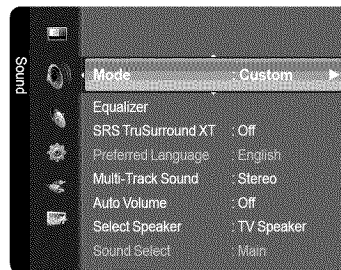 Sound
Mode : Custom
Equalizer
SRS TruSurround XT : Off
Preferred Language : English
Multi-Track Sound : Stereo
Auto Volume : Off
Select Speaker : TV Speaker
Sound Select : Main